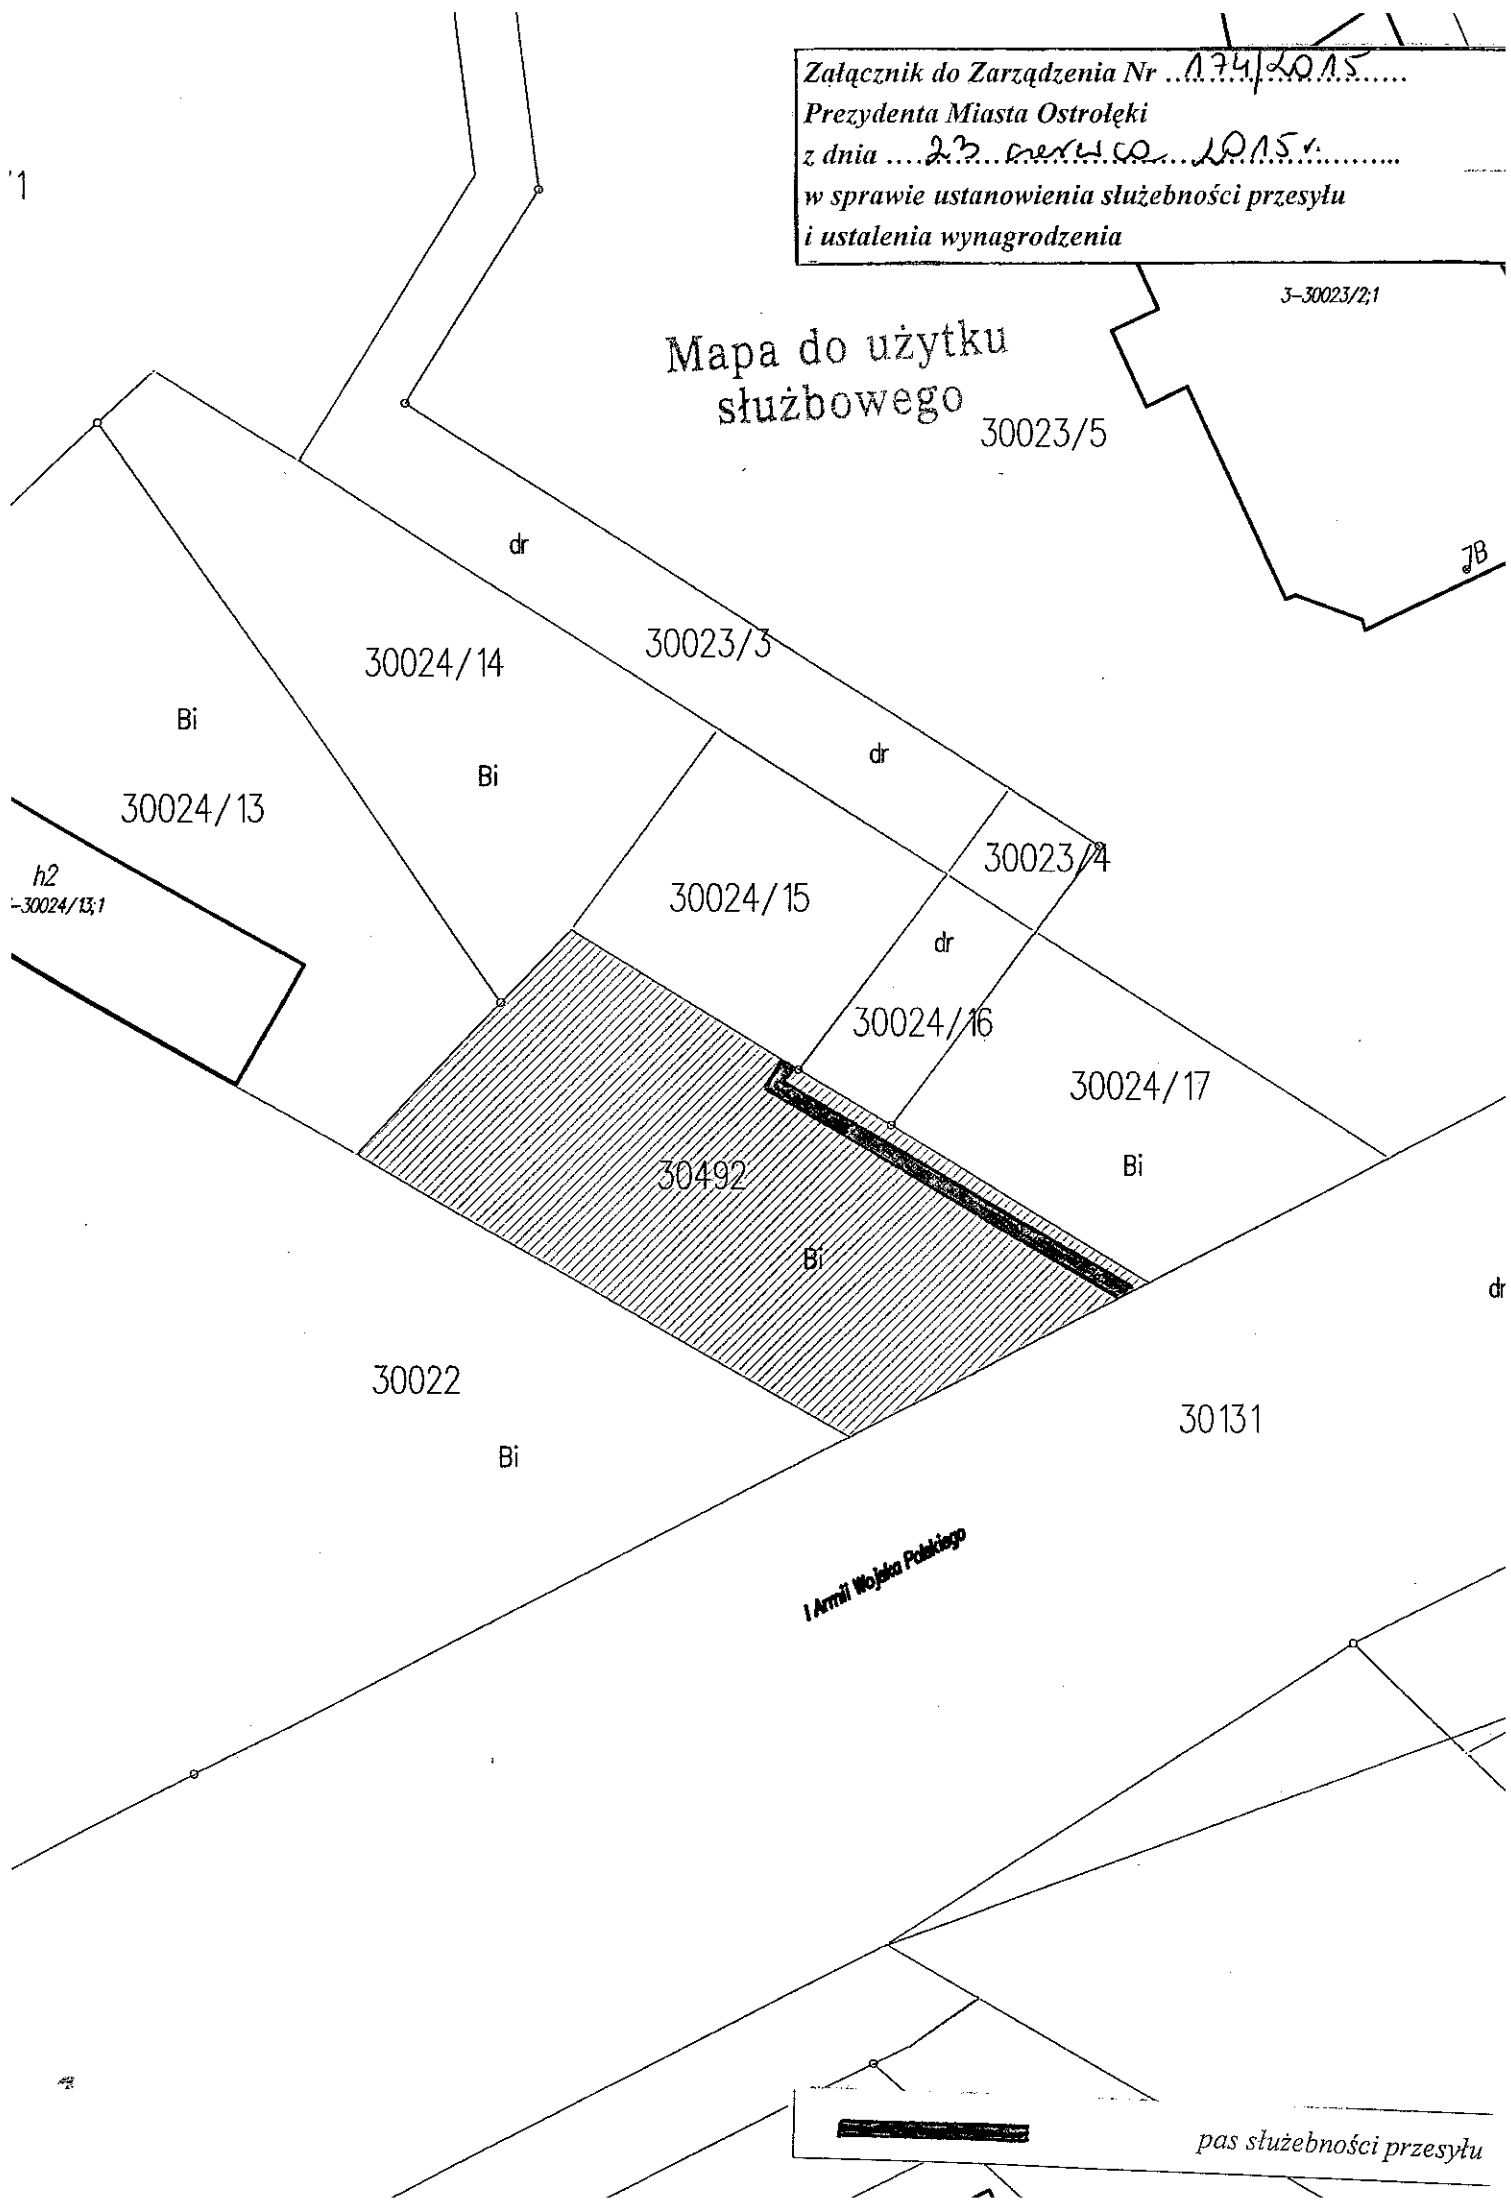 Załącznik do Zarządzenia Nr ...174/2015...
Prezydenta Miasta Ostrołęki
z dnia ....23 czerwca 2015 r....
w sprawie ustanowienia służebności przesyłu
i ustalenia wynagrodzenia
3-30023/2;1
Mapa do użytku
służbowego
30023/5
dr
30023/3
30024/14
Bi
dr
Bi
30024/13
30023/4
h2
-30024/13;1
30024/15
dr
30024/16
30024/17
30492
Bi
Bi
dr
30022
30131
Bi
I Armii Wojska Polskiego
pas służebności przesyłu